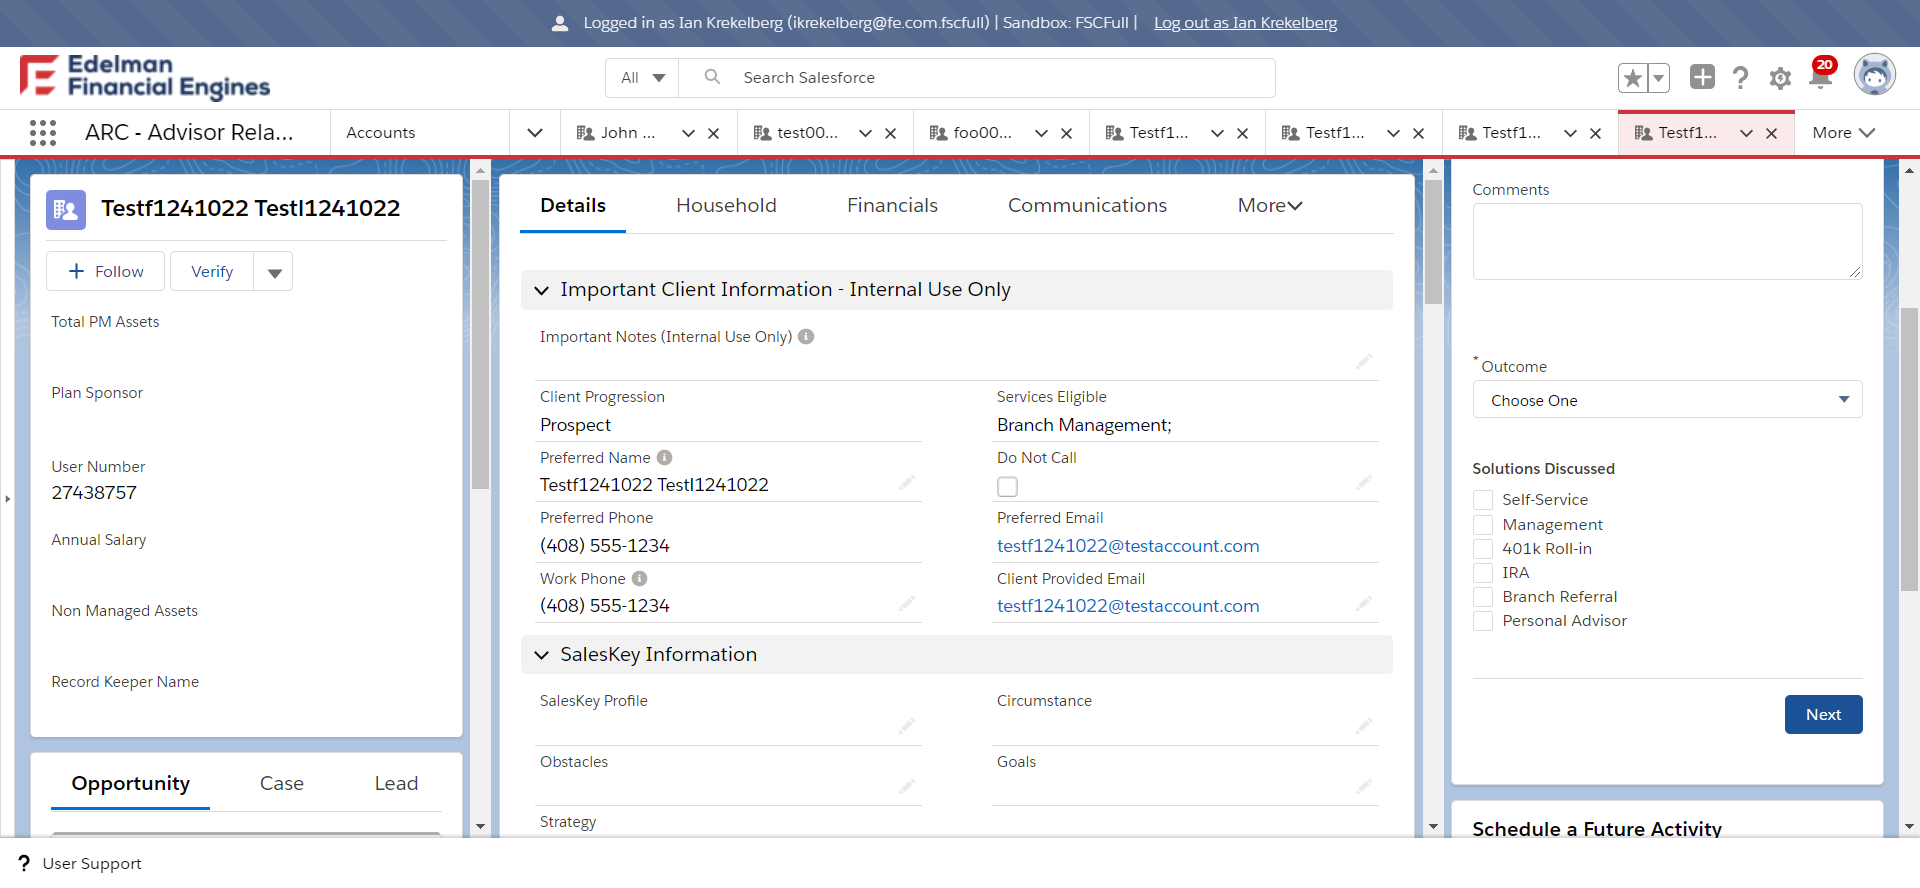 Logged in as Ian Krekelberg (ikrekelberg@fe.com.fscfull) | Sandbox: FSCFull | Log out as Ian Krekelberg
Edelman
Financial Engines
All
Search Salesforce
20
ARC - Advisor Rela...
Accounts
John ...
test00...
foo00...
Testf1...
Testf1...
Testf1...
Testf1...
More
Testf1241022 Testl1241022
Follow
Verify
Total PM Assets
Plan Sponsor
User Number
27438757
Annual Salary
Non Managed Assets
Record Keeper Name
Opportunity
Case
Lead
Details
Household
Financials
Communications
More
Important Client Information - Internal Use Only
Important Notes (Internal Use Only)
Client Progression
Prospect
Services Eligible
Branch Management;
Preferred Name
Testf1241022 Testl1241022
Do Not Call
Preferred Phone
(408) 555-1234
Preferred Email
testf1241022@testaccount.com
Work Phone
(408) 555-1234
Client Provided Email
testf1241022@testaccount.com
SalesKey Information
SalesKey Profile
Circumstance
Obstacles
Goals
Strategy
Comments
* Outcome
Choose One
Solutions Discussed
Self-Service
Management
401k Roll-in
IRA
Branch Referral
Personal Advisor
Next
Schedule a Future Activity
? User Support